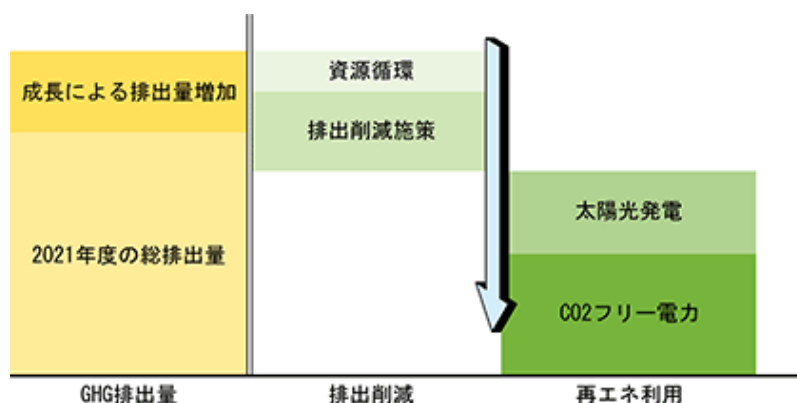 成長による排出量増加
2021年度の総排出量
資源循環
排出削減施策
太陽光発電
CO2フリー電力
GHG排出量
排出削減
再エネ利用